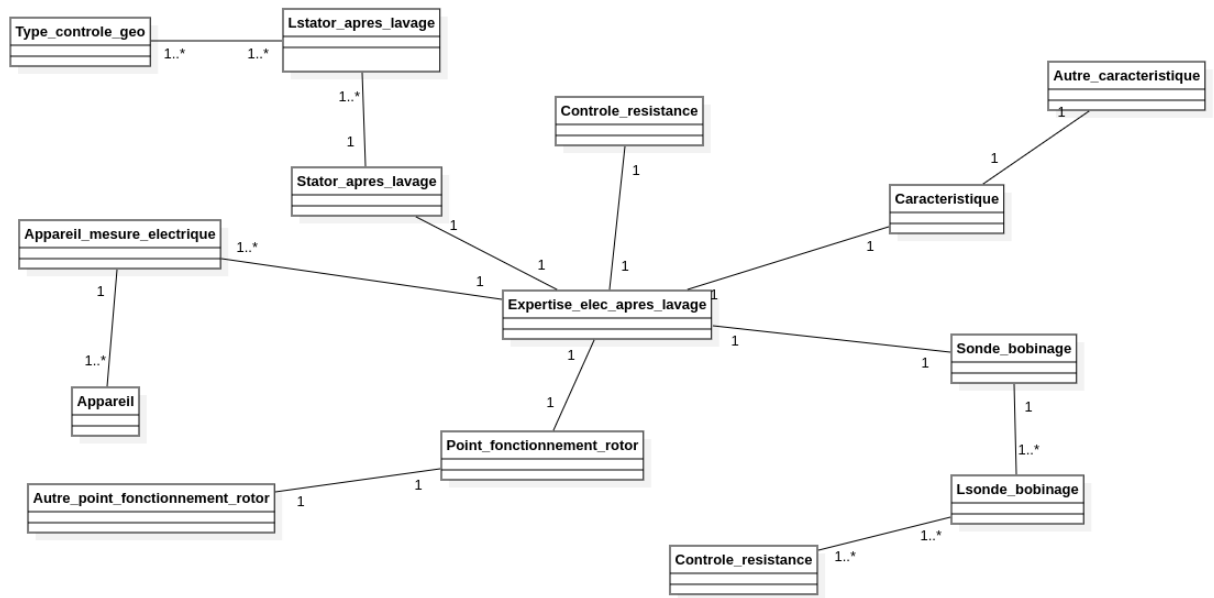 Type_controle_geo
1..*
1..*
Lstator_apres_lavage
1..*
1
Stator_apres_lavage
1
1
Controle_resistance
1
1
Autre_caracteristique
1
1
Caracteristique
1
1
Appareil_mesure_electrique
1..*
1
1
1..*
Appareil
Expertise_elec_apres_lavage
1
1
1
1
Sonde_bobinage
1
1..*
Point_fonctionnement_rotor
1
1
Autre_point_fonctionnement_rotor
Lsonde_bobinage
1..*
1..*
Controle_resistance